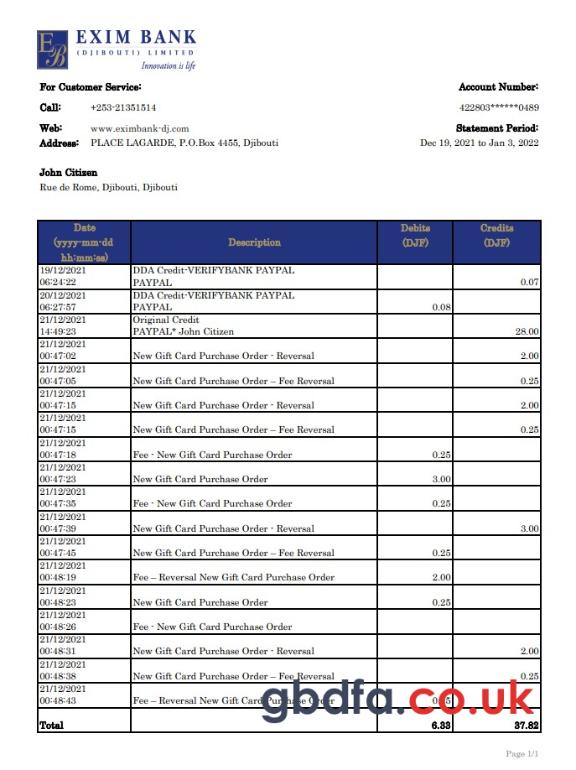 EXIM BANK
(DJIBOUTI) LIMITED
Innovation is life
For Customer Service: Account Number:
Call: +253-21351514 422803******0489
Web: www.eximbank-dj.com Statement Period:
Address: PLACE LAGARDE, P.O.Box 4455, Djibouti Dec 19, 2021 to Jan 3, 2022
John Citizen
Rue de Rome, Djibouti, Djibouti
Date Debits Credits
(yyyy-mm-dd Description (DJF) (DJF)
hh:mm:ss)
19/12/2021 DDA Credit-VERIFYBANK PAYPAL
06:24:22 PAYPAL 0.07
20/12/2021 DDA Credit-VERIFYBANK PAYPAL
06:27:57 PAYPAL 0.08
21/12/2021 Original Credit
14:49:23 PAYPAL* John Citizen 28.00
21/12/2021
00:47:02 New Gift Card Purchase Order - Reversal 2.00
21/12/2021
00:47:05 New Gift Card Purchase Order – Fee Reversal 0.25
21/12/2021
00:47:15 New Gift Card Purchase Order - Reversal 2.00
21/12/2021
00:47:15 New Gift Card Purchase Order – Fee Reversal 0.25
21/12/2021
00:47:18 Fee - New Gift Card Purchase Order 0.25
21/12/2021
00:47:23 New Gift Card Purchase Order 3.00
21/12/2021
00:47:35 Fee - New Gift Card Purchase Order 0.25
21/12/2021
00:47:39 New Gift Card Purchase Order - Reversal 3.00
21/12/2021
00:47:45 New Gift Card Purchase Order – Fee Reversal 0.25
21/12/2021
00:48:19 Fee – Reversal New Gift Card Purchase Order 2.00
21/12/2021
00:48:23 New Gift Card Purchase Order 0.25
21/12/2021
00:48:26 Fee - New Gift Card Purchase Order
21/12/2021
00:48:31 New Gift Card Purchase Order - Reversal 2.00
21/12/2021
00:48:38 New Gift Card Purchase Order – Fee Reversal 0.25
21/12/2021
00:48:43 Fee – Reversal New Gift Card Purchase Order
gbdfa.co.uk
Total 6.33 37.82
Page 1/1